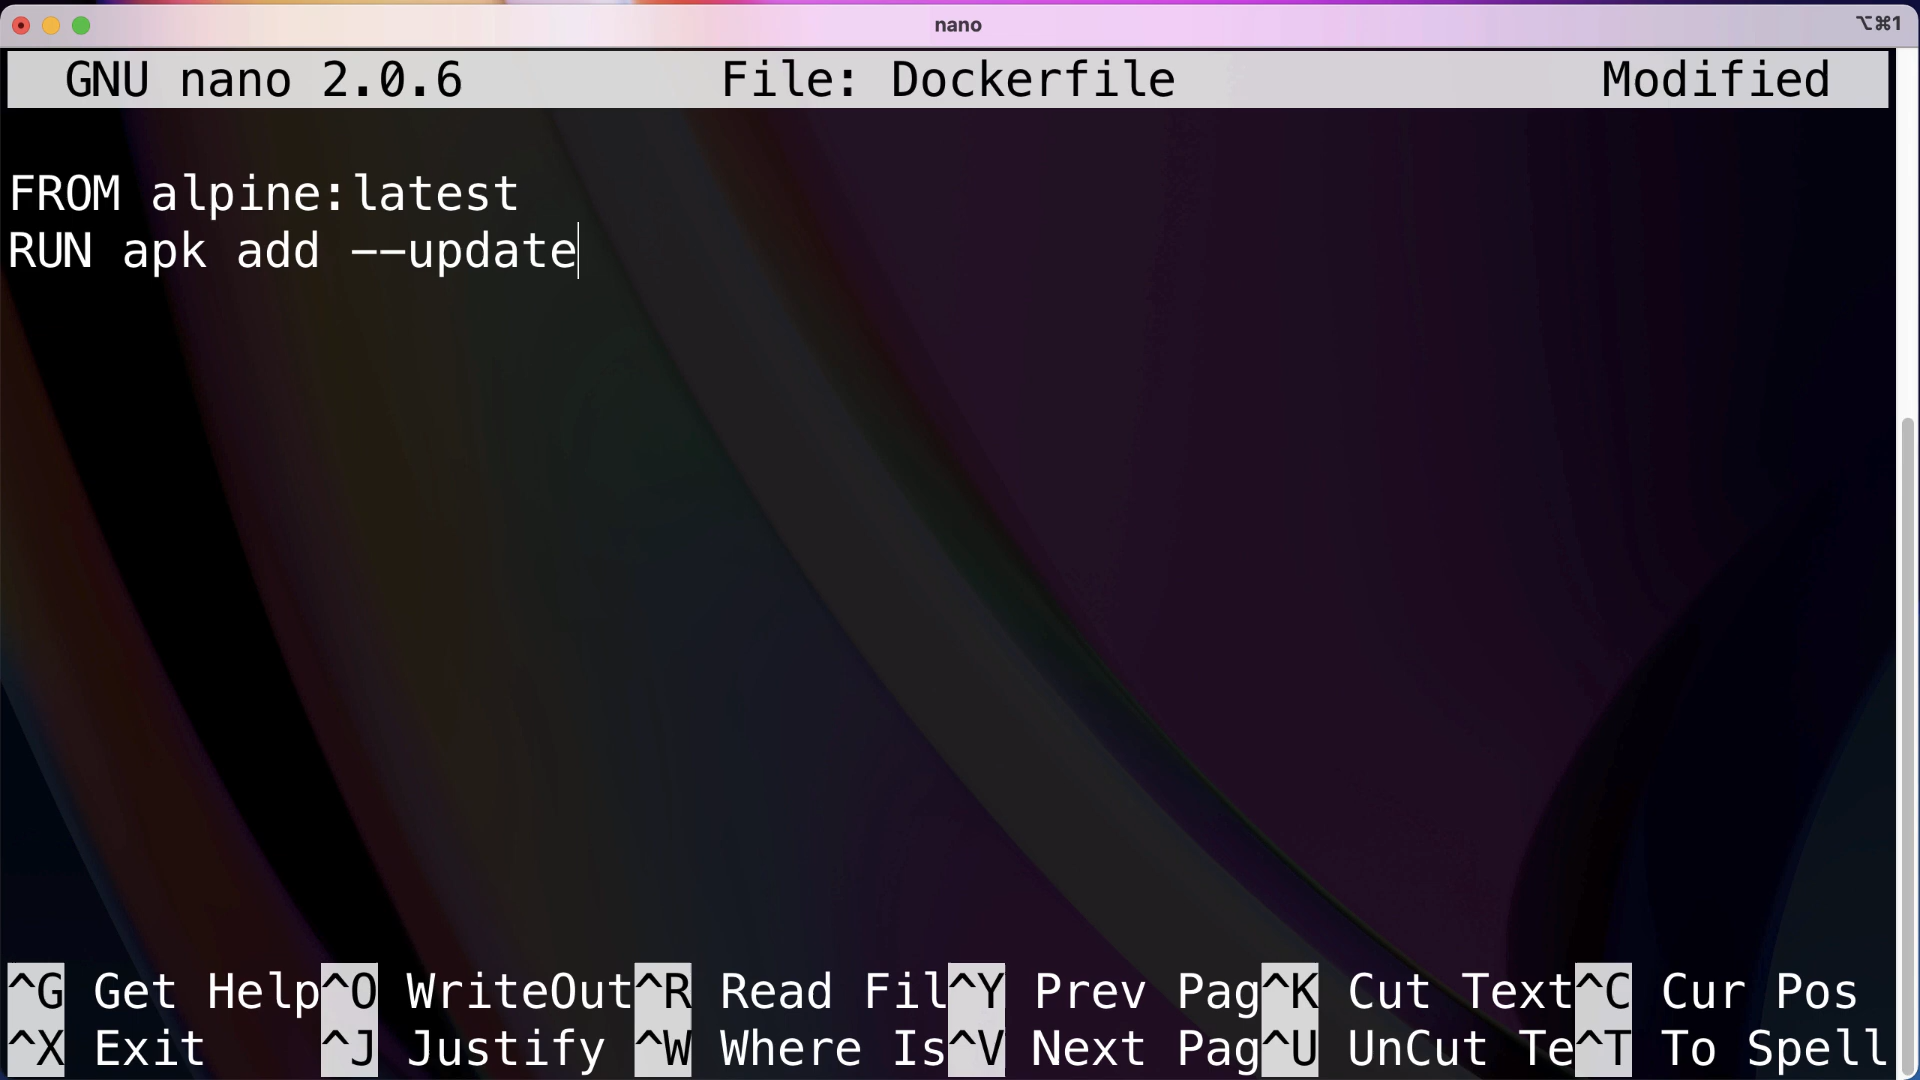 nano
⌥⌘1
GNU nano 2.0.6 File: Dockerfile Modified
FROM alpine:latest
RUN apk add --update
^G Get Help ^O WriteOut ^R Read Fil ^Y Prev Pag ^K Cut Text ^C Cur Pos
^X Exit ^J Justify ^W Where Is ^V Next Pag ^U UnCut Te ^T To Spell